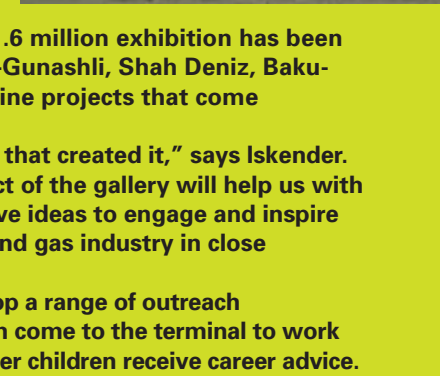 .6 million exhibition has been
-Gunashli, Shah Deniz, Baku-
ine projects that come
that created it,” says Iskender.
ct of the gallery will help us with
ve ideas to engage and inspire
nd gas industry in close
op a range of outreach
n come to the terminal to work
er children receive career advice.